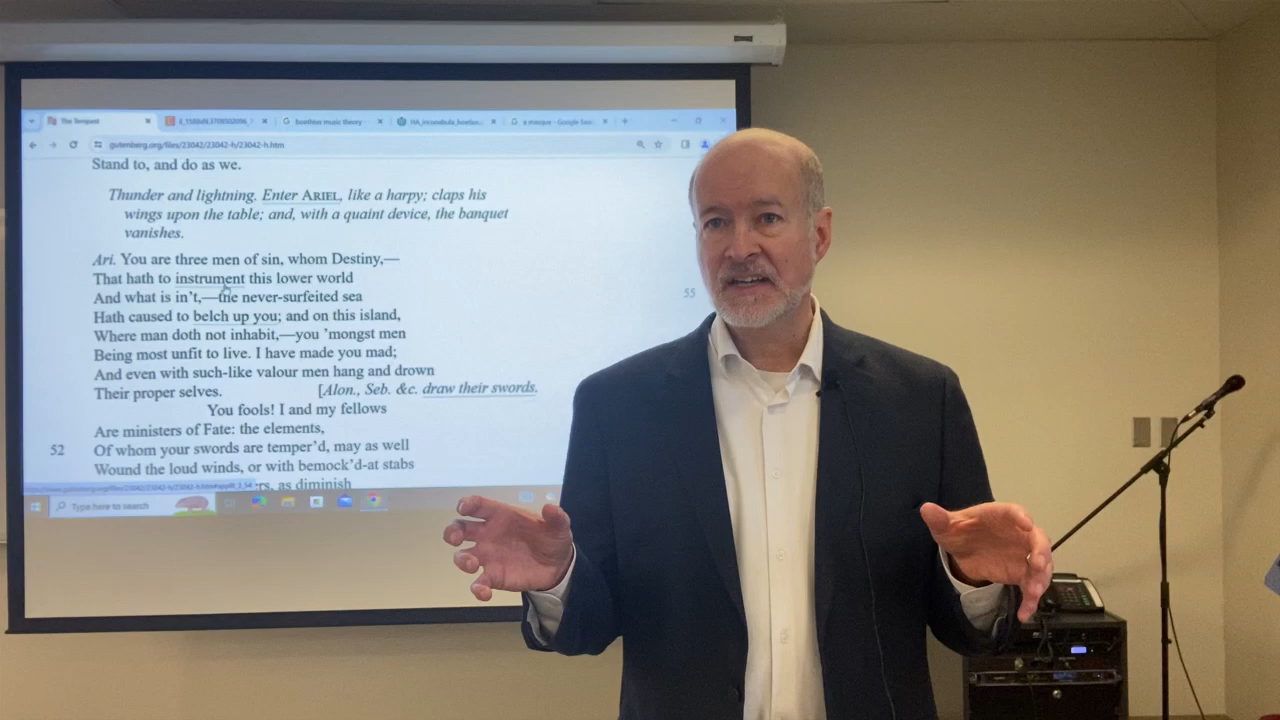 The Tempest
boethius music theory
a masque - Google Sea
gutenberg.org/files/23042/23042-h/23042-h.htm
Stand to, and do as we.
Thunder and lightning. Enter ARIEL, like a harpy; claps his
wings upon the table; and, with a quaint device, the banquet
vanishes.
Ari. You are three men of sin, whom Destiny,—
That hath to instrument this lower world
And what is in’t,—the never-surfeited sea
55
Hath caused to belch up you; and on this island,
Where man doth not inhabit,—you ’mongst men
Being most unfit to live. I have made you mad;
And even with such-like valour men hang and drown
Their proper selves. [Alon., Seb. &c. draw their swords.
You fools! I and my fellows
Are ministers of Fate: the elements,
52 Of whom your swords are temper’d, may as well
Wound the loud winds, or with bemock’d-at stabs
rs, as diminish
Type here to search